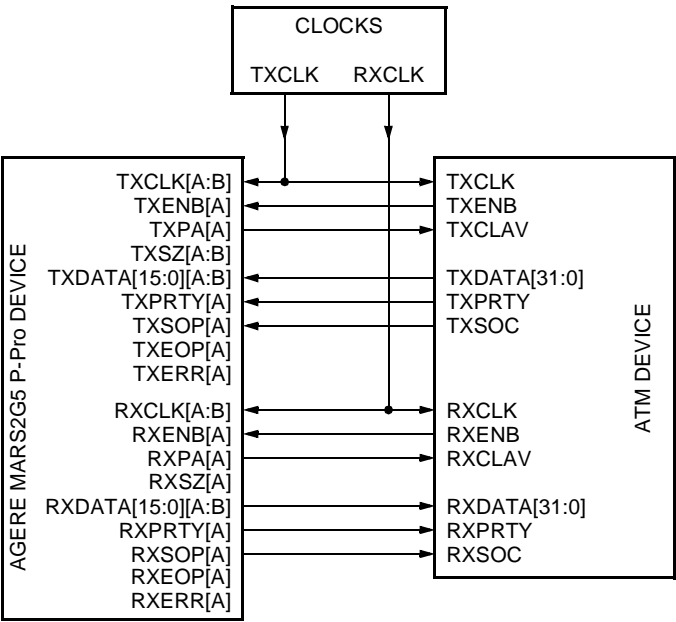 CLOCKS
TXCLK RXCLK
AGERE MARS2G5 P-Pro DEVICE
TXCLK[A:B]
TXENB[A]
TXPA[A]
TXSZ[A:B]
TXDATA[15:0][A:B]
TXPRTY[A]
TXSOP[A]
TXEOP[A]
TXERR[A]
RXCLK[A:B]
RXENB[A]
RXPA[A]
RXSZ[A]
RXDATA[15:0][A:B]
RXPRTY[A]
RXSOP[A]
RXEOP[A]
RXERR[A]
TXCLK
TXENB
TXCLAV
TXDATA[31:0]
TXPRTY
TXSOC
RXCLK
RXENB
RXCLAV
RXDATA[31:0]
RXPRTY
RXSOC
ATM DEVICE